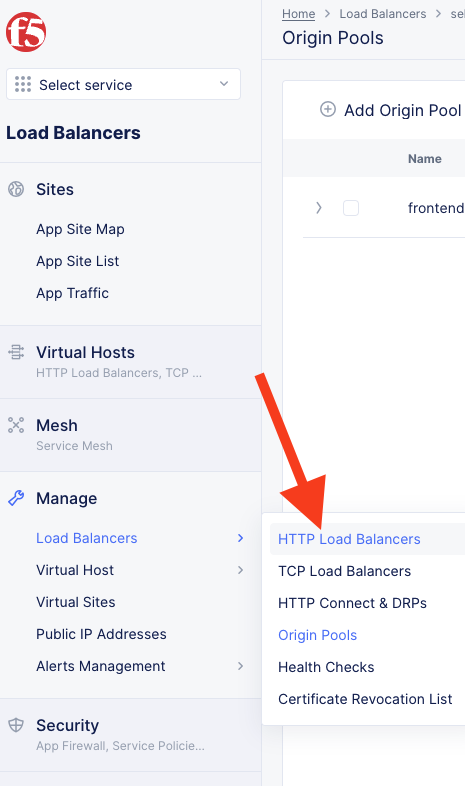 f5
Select service
Load Balancers
Sites
App Site Map
App Site List
App Traffic
Virtual Hosts
HTTP Load Balancers, TCP ...
Mesh
Service Mesh
Manage
Load Balancers
Virtual Host
Virtual Sites
Public IP Addresses
Alerts Management
Security
App Firewall, Service Policie...
Home > Load Balancers > se
Origin Pools
Add Origin Pool
Name
frontend
HTTP Load Balancers
TCP Load Balancers
HTTP Connect & DRPs
Origin Pools
Health Checks
Certificate Revocation List